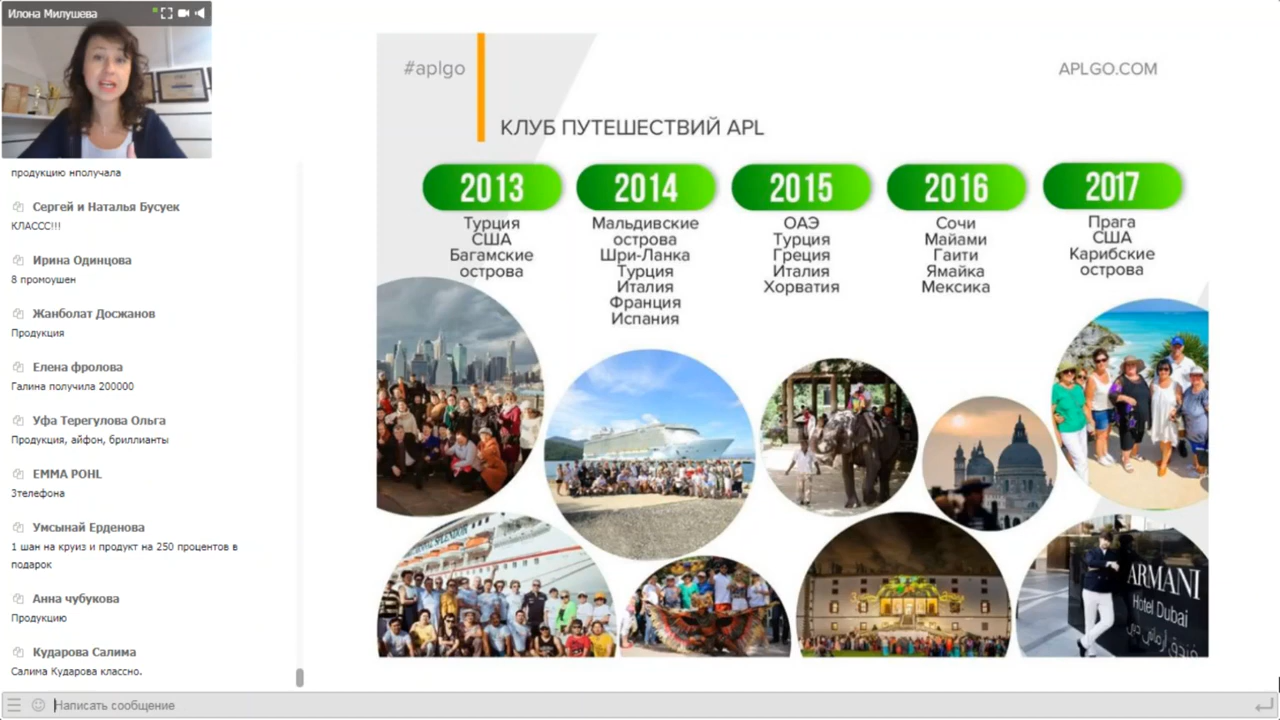 Илона Милушева
продукцию нполучала
Сергей и Наталья Бусуек
КЛАССС!!!
Ирина Одинцова
8 промоушен
Жанболат Досжанов
Продукция
Елена фролова
Галина получила 200000
Уфа Терегулова Ольга
Продукция, айфон, бриллианты
EMMA POHL
3телефона
Умсынай Ерденова
1 шан на круиз и продукт на 250 процентов в
подарок
Анна чубукова
Продукцию
Кударова Салима
Салима Кударова классно.
Написать сообщение
#aplgo
APLGO.COM
КЛУБ ПУТЕШЕСТВИЙ APL
2013
Турция
США
Багамские
острова
2014
Мальдивские
острова
Шри-Ланка
Турция
Италия
Франция
Испания
2015
ОАЭ
Турция
Греция
Италия
Хорватия
2016
Сочи
Майами
Гаити
Ямайка
Мексика
2017
Прага
США
Карибские
острова
ARMANI
Hotel Dubai